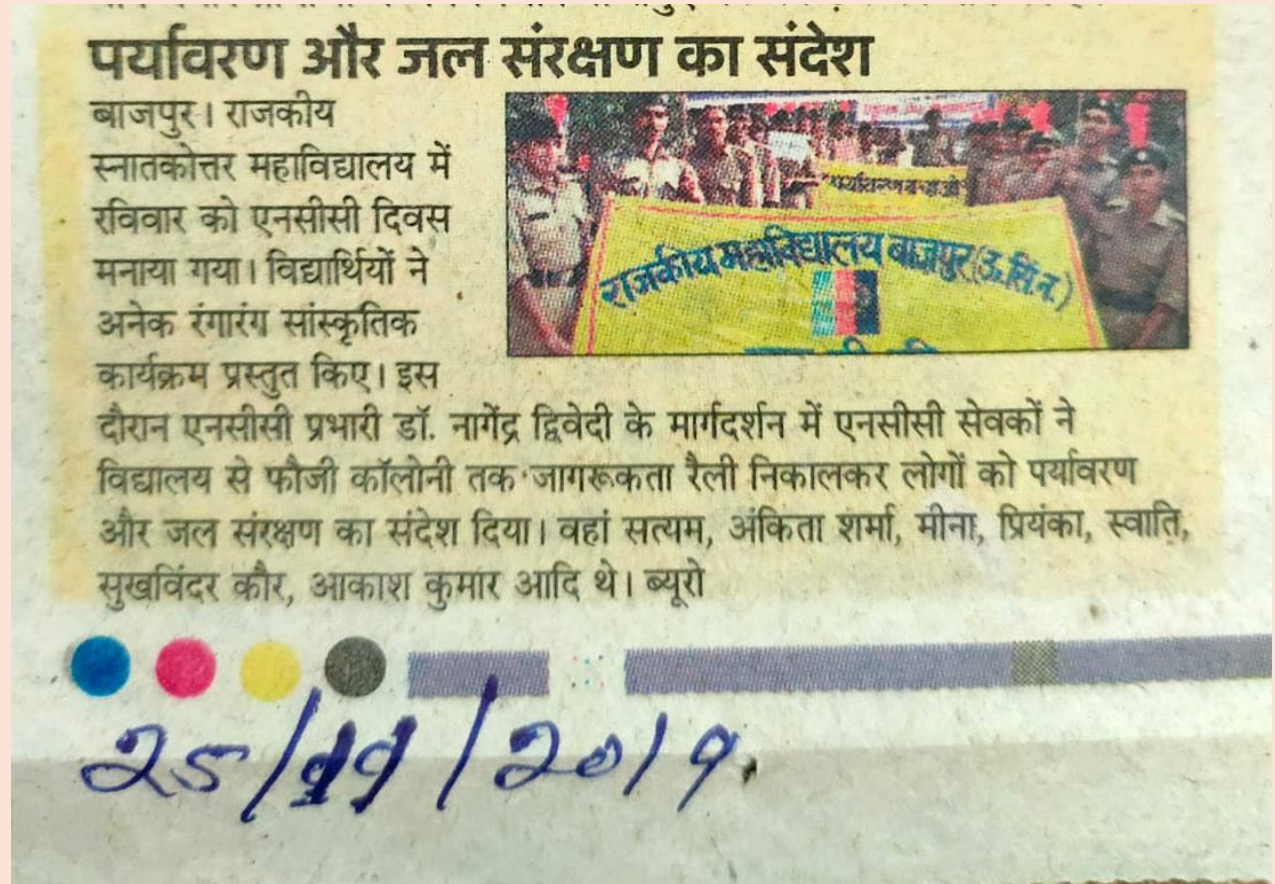 पर्यावरण और जल संरक्षण का संदेश
बाजपुर। राजकीय
स्नातकोत्तर महाविद्यालय में
रविवार को एनसीसी दिवस
मनाया गया। विद्यार्थियों ने
अनेक रंगारंग सांस्कृतिक
कार्यक्रम प्रस्तुत किए। इस
राजकीय महाविद्यालय बाजपुर (ऊ.सि.न.)
दौरान एनसीसी प्रभारी डॉ. नागेंद्र द्विवेदी के मार्गदर्शन में एनसीसी सेवकों ने
विद्यालय से फौजी कॉलोनी तक जागरूकता रैली निकालकर लोगों को पर्यावरण
और जल संरक्षण का संदेश दिया। वहां सत्यम, अंकिता शर्मा, मीना, प्रियंका, स्वाति,
सुखविंदर कौर, आकाश कुमार आदि थे। ब्यूरो
25/11/2019